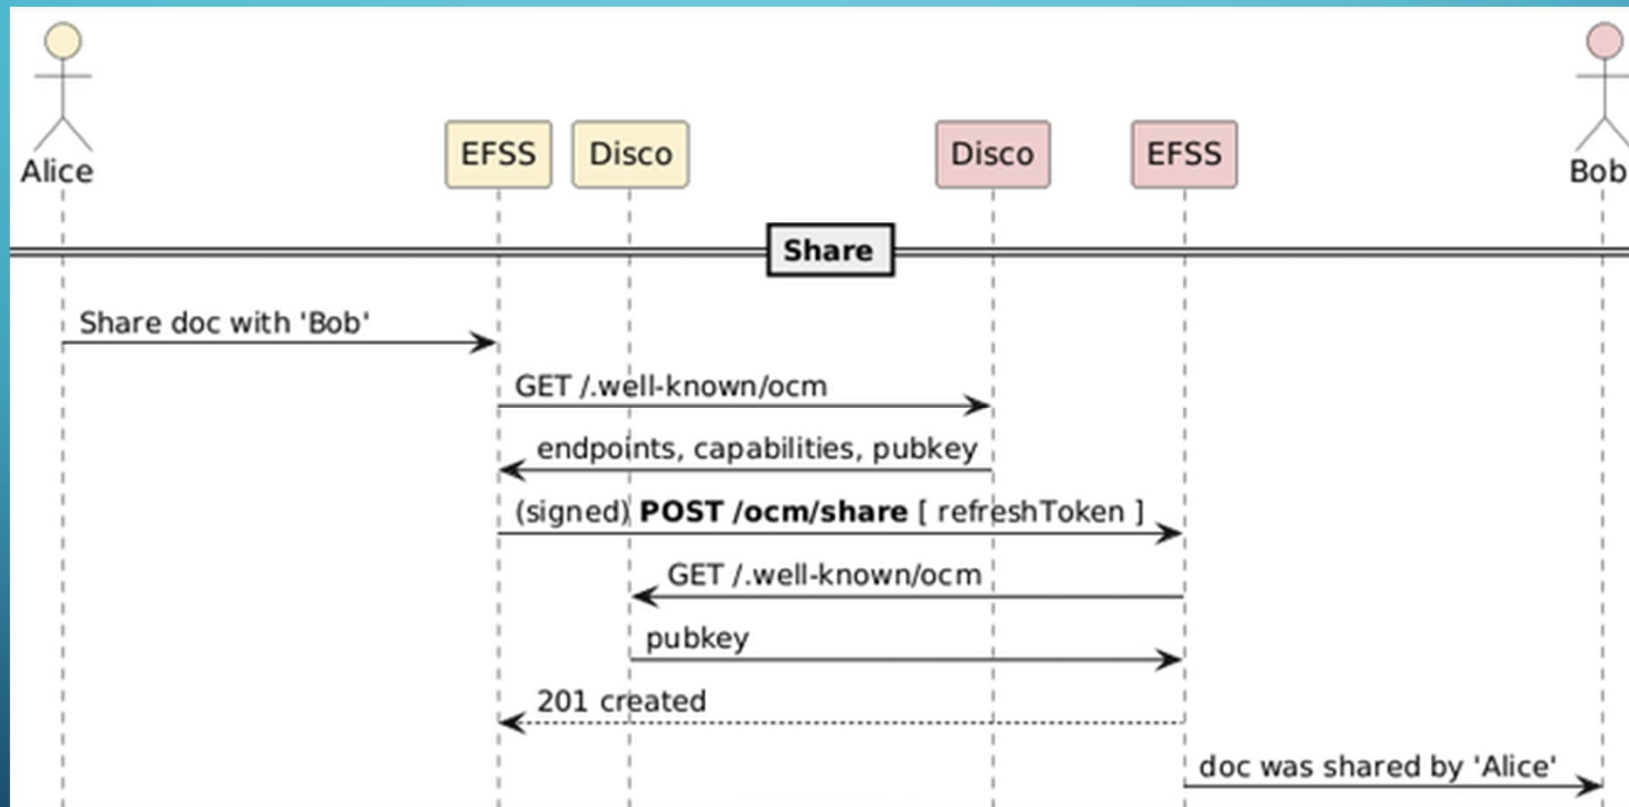 Alice
EFSS
Disco
Disco
EFSS
Bob
Share
Share doc with 'Bob'
GET /.well-known/ocm
endpoints, capabilities, pubkey
(signed) POST /ocm/share [ refreshToken ]
GET /.well-known/ocm
pubkey
201 created
doc was shared by 'Alice'